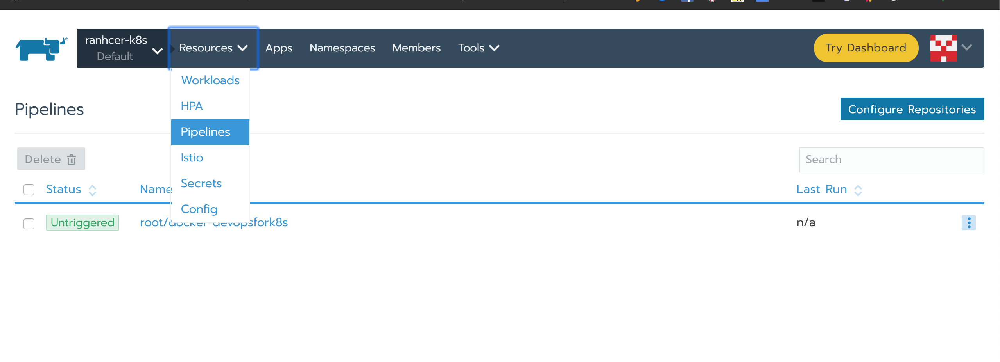 ranhcer-k8s
Default
Resources
Apps
Namespaces
Members
Tools
Try Dashboard
Workloads
HPA
Pipelines
Istio
Secrets
Config
Pipelines
Configure Repositories
Delete
Search
Status
Name
Last Run
Untriggered
root/docker-devopsfork8s
n/a